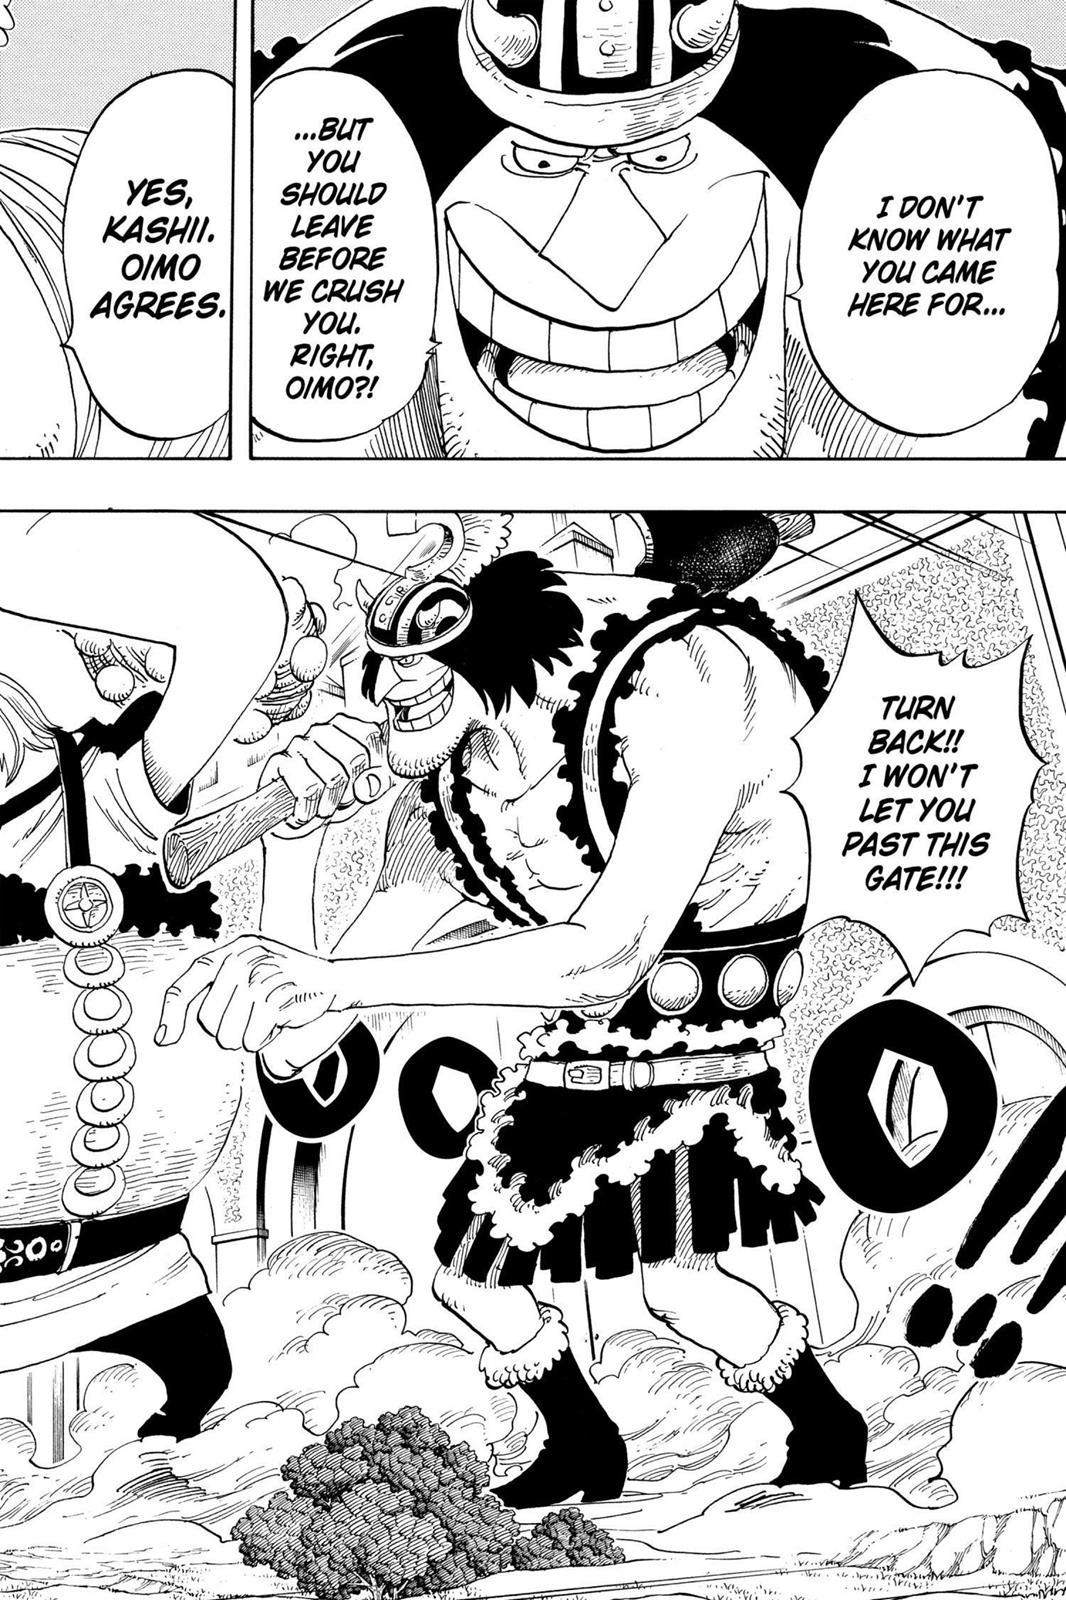 I DON'T
KNOW WHAT
YOU CAME
HERE FOR...
...BUT
YOU
SHOULD
LEAVE
BEFORE
WE CRUSH
YOU.
RIGHT,
OIMO?!
YES,
KASHII.
OIMO
AGREES.
TURN
BACK!!
I WON'T
LET YOU
PAST THIS
GATE!!!